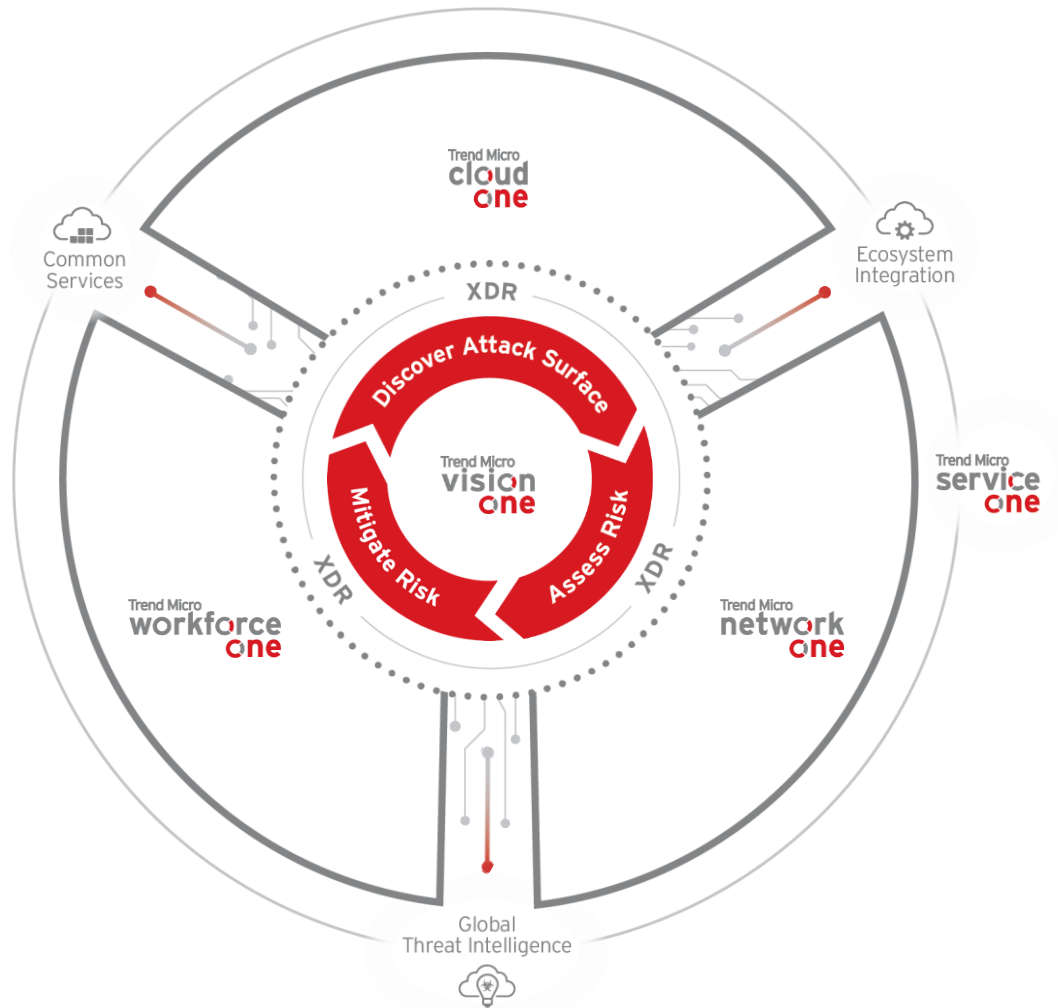 Trend Micro
cloud
one
Common
Services
Ecosystem
Integration
XDR
Discover Attack Surface
Trend Micro
vision
one
Trend Micro
service
one
Mitigate Risk
Assess Risk
XDR
XDR
Trend Micro
workforce
one
Trend Micro
network
one
Global
Threat Intelligence